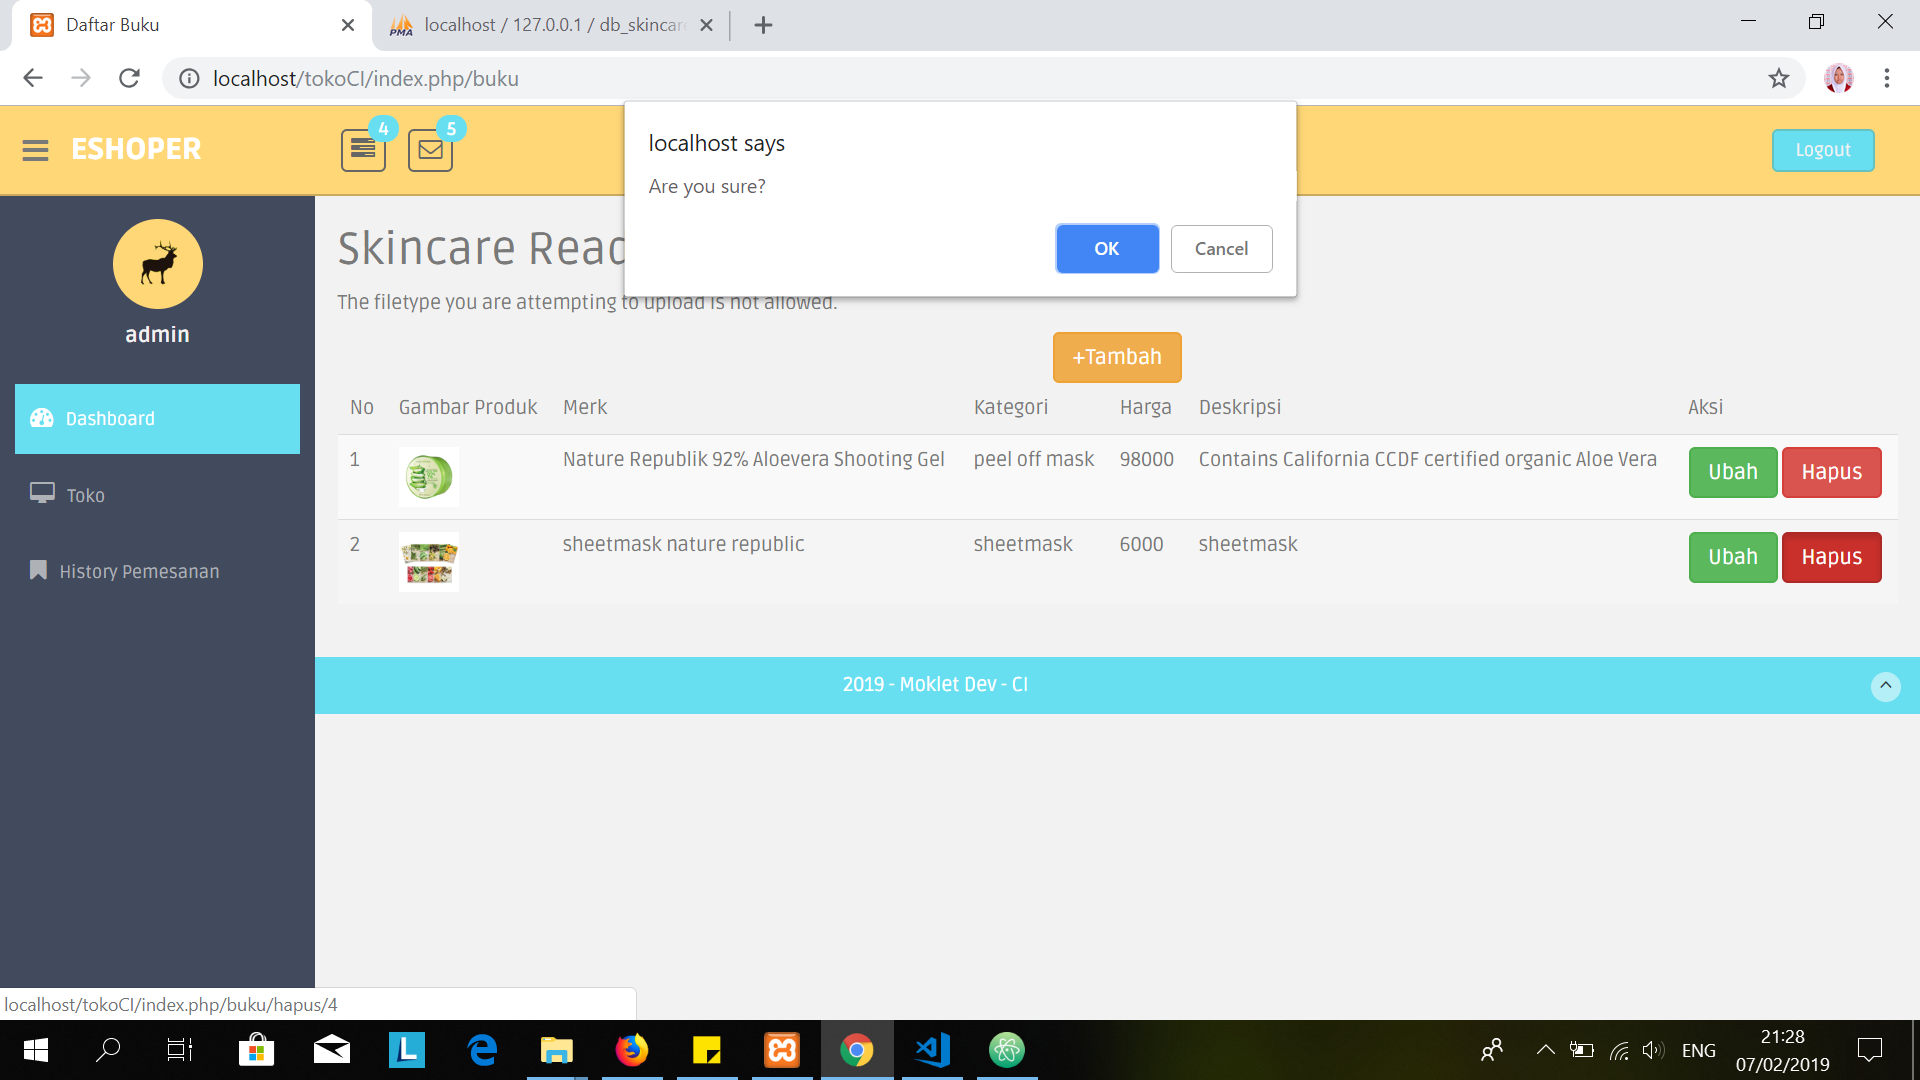 Daftar Buku
localhost / 127.0.0.1 / db_skincar
localhost/tokoCI/index.php/buku
ESHOPER
4
5
Logout
localhost says
Are you sure?
OK
Cancel
admin
Dashboard
Toko
History Pemesanan
Skincare Read
The filetype you are attempting to upload is not allowed.
+Tambah
No Gambar Produk Merk Kategori Harga Deskripsi Aksi
1 Nature Republik 92% Aloevera Shooting Gel peel off mask 98000 Contains California CCDF certified organic Aloe Vera Ubah Hapus
2 sheetmask nature republic sheetmask 6000 sheetmask Ubah Hapus
2019 - Moklet Dev - CI
localhost/tokoCI/index.php/buku/hapus/4
L
ENG
21:28
07/02/2019
PMA